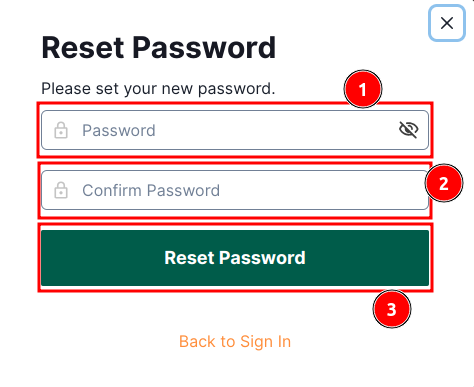 Reset Password
Please set your new password.
1
Password
2
Confirm Password
Reset Password
3
Back to Sign In